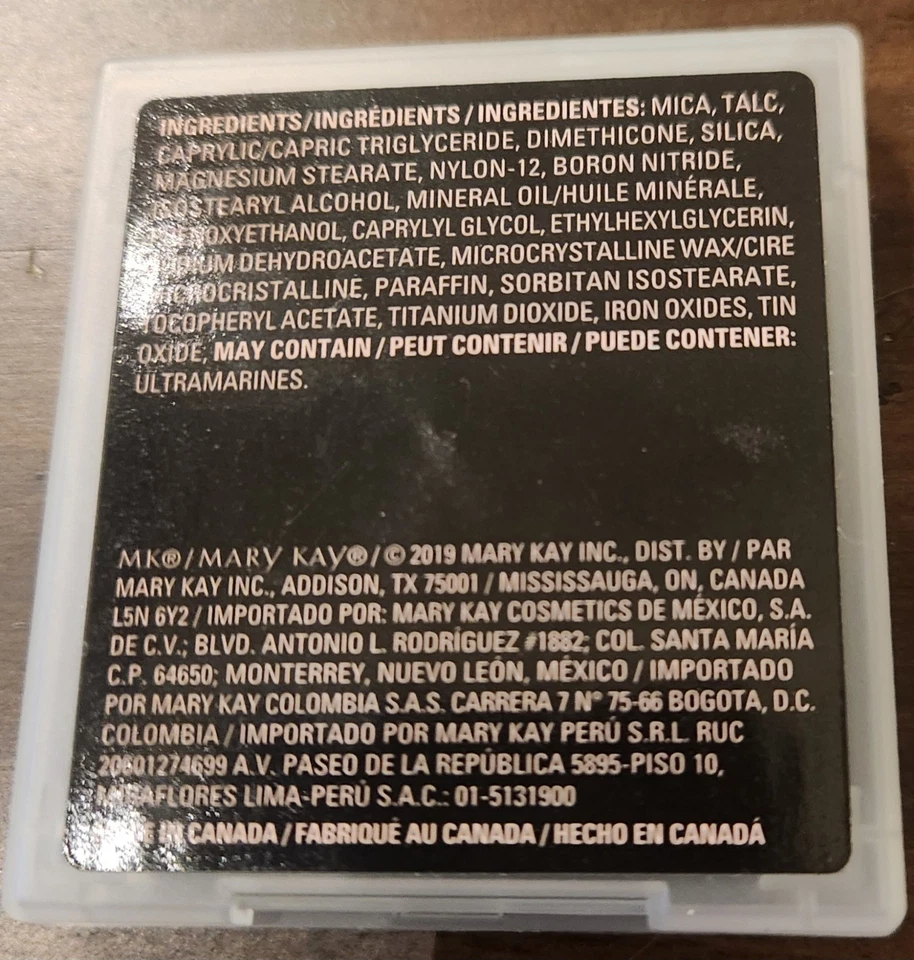 INGREDIENTS/INGRÉDIENTS / INGREDIENTES: MICA, TALC,
CAPRYLIC/CAPRIC TRIGLYCERIDE, DIMETHICONE, SILICA,
MAGNESIUM STEARATE, NYLON-12, BORON NITRIDE,
ISOSTEARYL ALCOHOL, MINERAL OIL/HUILE MINÉRALE,
PHENOXYETHANOL, CAPRYLYL GLYCOL, ETHYLHEXYLGLYCERIN,
SODIUM DEHYDROACETATE, MICROCRYSTALLINE WAX/CIRE
MICROCRISTALLINE, PARAFFIN, SORBITAN ISOSTEARATE,
TOCOPHERYL ACETATE, TITANIUM DIOXIDE, IRON OXIDES, TIN
OXIDE, MAY CONTAIN / PEUT CONTENIR / PUEDE CONTENER:
ULTRAMARINES.
MK®/MARY KAY®/© 2019 MARY KAY INC., DIST. BY / PAR
MARY KAY INC., ADDISON, TX 75001 / MISSISSAUGA, ON, CANADA
L5N 6Y2 / IMPORTADO POR: MARY KAY COSMETICS DE MÉXICO, S.A.
DE C.V.; BLVD. ANTONIO L. RODRÍGUEZ #1882; COL. SANTA MARÍA
C.P. 64650; MONTERREY, NUEVO LEÓN, MÉXICO / IMPORTADO
POR MARY KAY COLOMBIA S.A.S. CARRERA 7 N° 75-66 BOGOTA, D.C.
COLOMBIA / IMPORTADO POR MARY KAY PERÚ S.R.L. RUC
A.V. PASEO DE LA REPÚBLICA 5895-PISO 10,
MIRAFLORES LIMA-PERÚ S.A.C.: 01-5131900
MADE IN CANADA / FABRIQUÉ AU CANADA / HECHO EN CANADÁ